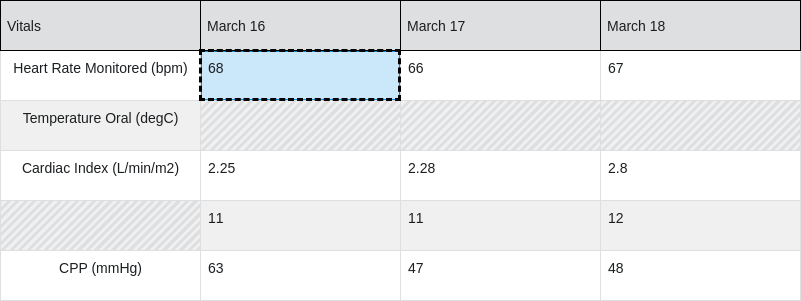 Vitals March 16 March 17 March 18
Heart Rate Monitored (bpm) 68 66 67
Temperature Oral (degC)
Cardiac Index (L/min/m2) 2.25 2.28 2.8
11 11 12
CPP (mmHg) 63 47 48